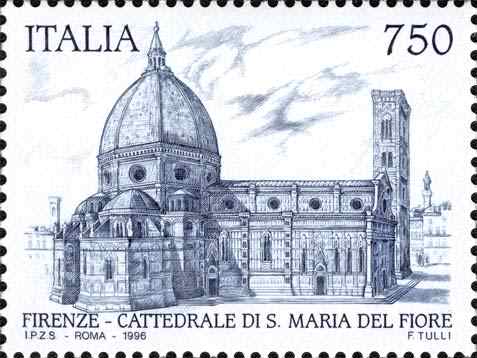 ITALIA 750
FIRENZE - CATTEDRALE DI S. MARIA DEL FIORE
I.P.Z.S. - ROMA - 1996 F. TULLI